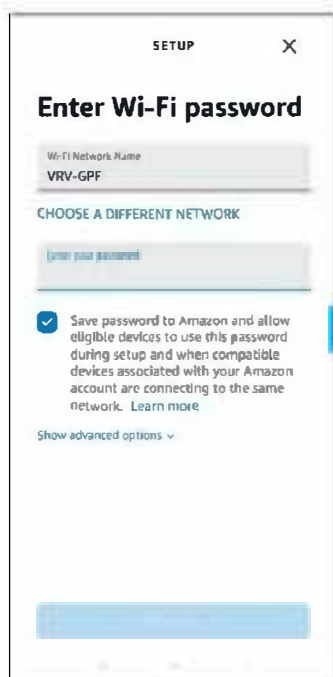 SETUP
Enter Wi-Fi password
Wi-Fi Network Name
VRV-GPF
CHOOSE A DIFFERENT NETWORK
Enter your password
Save password to Amazon and allow
eligible devices to use this password
during setup and when compatible
devices associated with your Amazon
account are connecting to the same
network. Learn more
Show advanced options